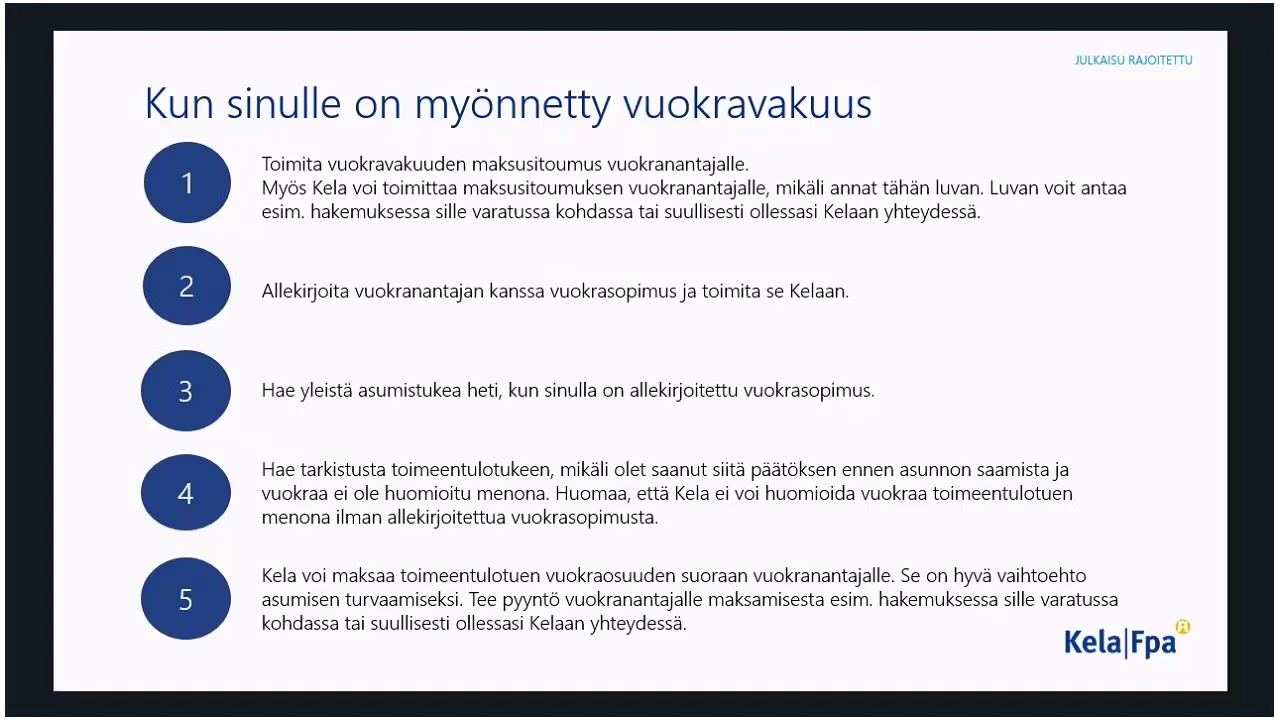 JULKAISU RAJOITETTU
Kun sinulle on myönnetty vuokravakuus
1
Toimita vuokravakuuden maksusitoumus vuokranantajalle.
Myös Kela voi toimittaa maksusitoumuksen vuokranantajalle, mikäli annat tähän luvan. Luvan voit antaa
esim. hakemuksessa sille varatussa kohdassa tai suullisesti ollessasi Kelaan yhteydessä.
2
Allekirjoita vuokranantajan kanssa vuokrasopimus ja toimita se Kelaan.
3
Hae yleistä asumistukea heti, kun sinulla on allekirjoitettu vuokrasopimus.
4
Hae tarkistusta toimeentulotukeen, mikäli olet saanut siitä päätöksen ennen asunnon saamista ja
vuokraa ei ole huomioitu menona. Huomaa, että Kela ei voi huomioida vuokraa toimeentulotuen
menona ilman allekirjoitettua vuokrasopimusta.
5
Kela voi maksaa toimeentulotuen vuokraosuuden suoraan vuokranantajalle. Se on hyvä vaihtoehto
asumisen turvaamiseksi. Tee pyyntö vuokranantajalle maksamisesta esim. hakemuksessa sille varatussa
kohdassa tai suullisesti ollessasi Kelaan yhteydessä.
Kela|Fpa